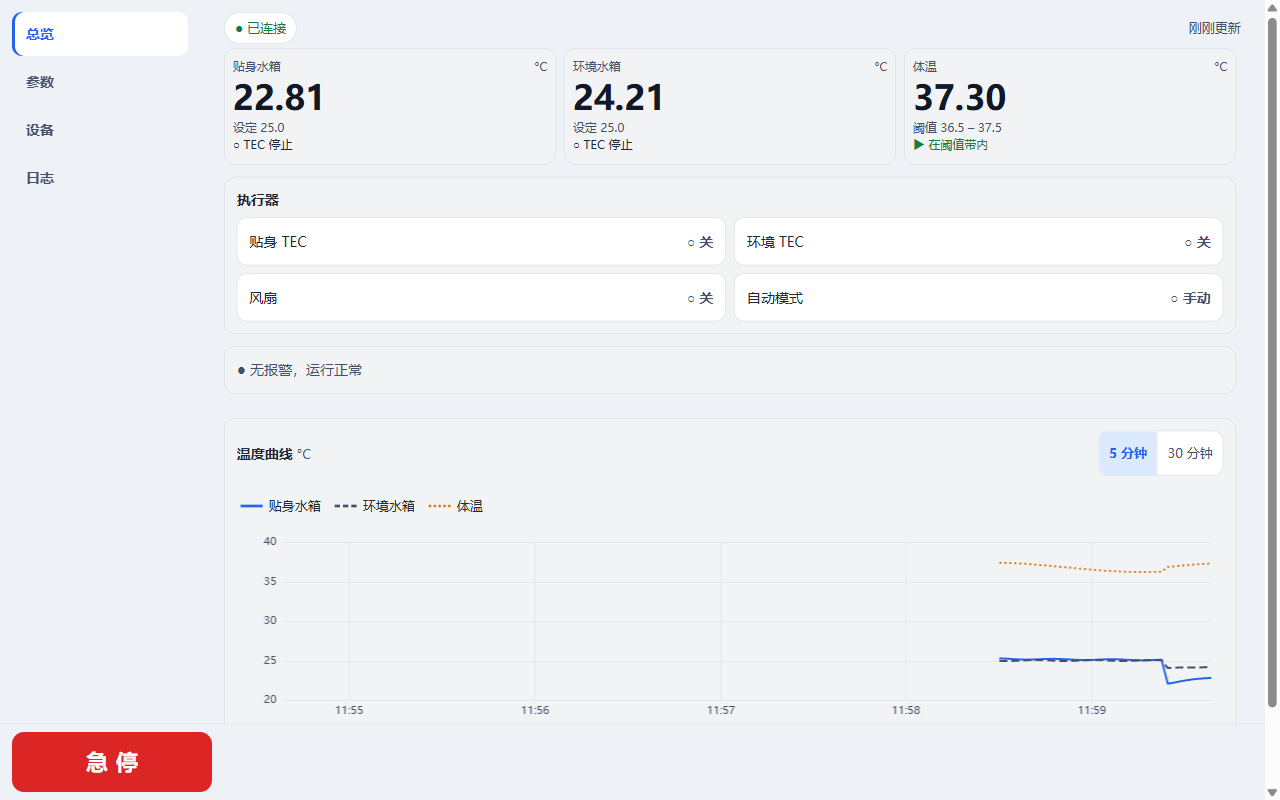 总览
参数
设备
日志
● 已连接
刚刚更新
贴身水箱 °C
22.81
设定 25.0
○ TEC 停止
环境水箱 °C
24.21
设定 25.0
○ TEC 停止
体温 °C
37.30
阈值 36.5 – 37.5
▶ 在阈值带内
执行器
贴身 TEC ○ 关
环境 TEC ○ 关
风扇 ○ 关
自动模式 ○ 手动
● 无报警，运行正常
温度曲线 °C
5 分钟 30 分钟
贴身水箱 环境水箱 体温
40
35
30
25
20
11:55 11:56 11:57 11:58 11:59
急 停